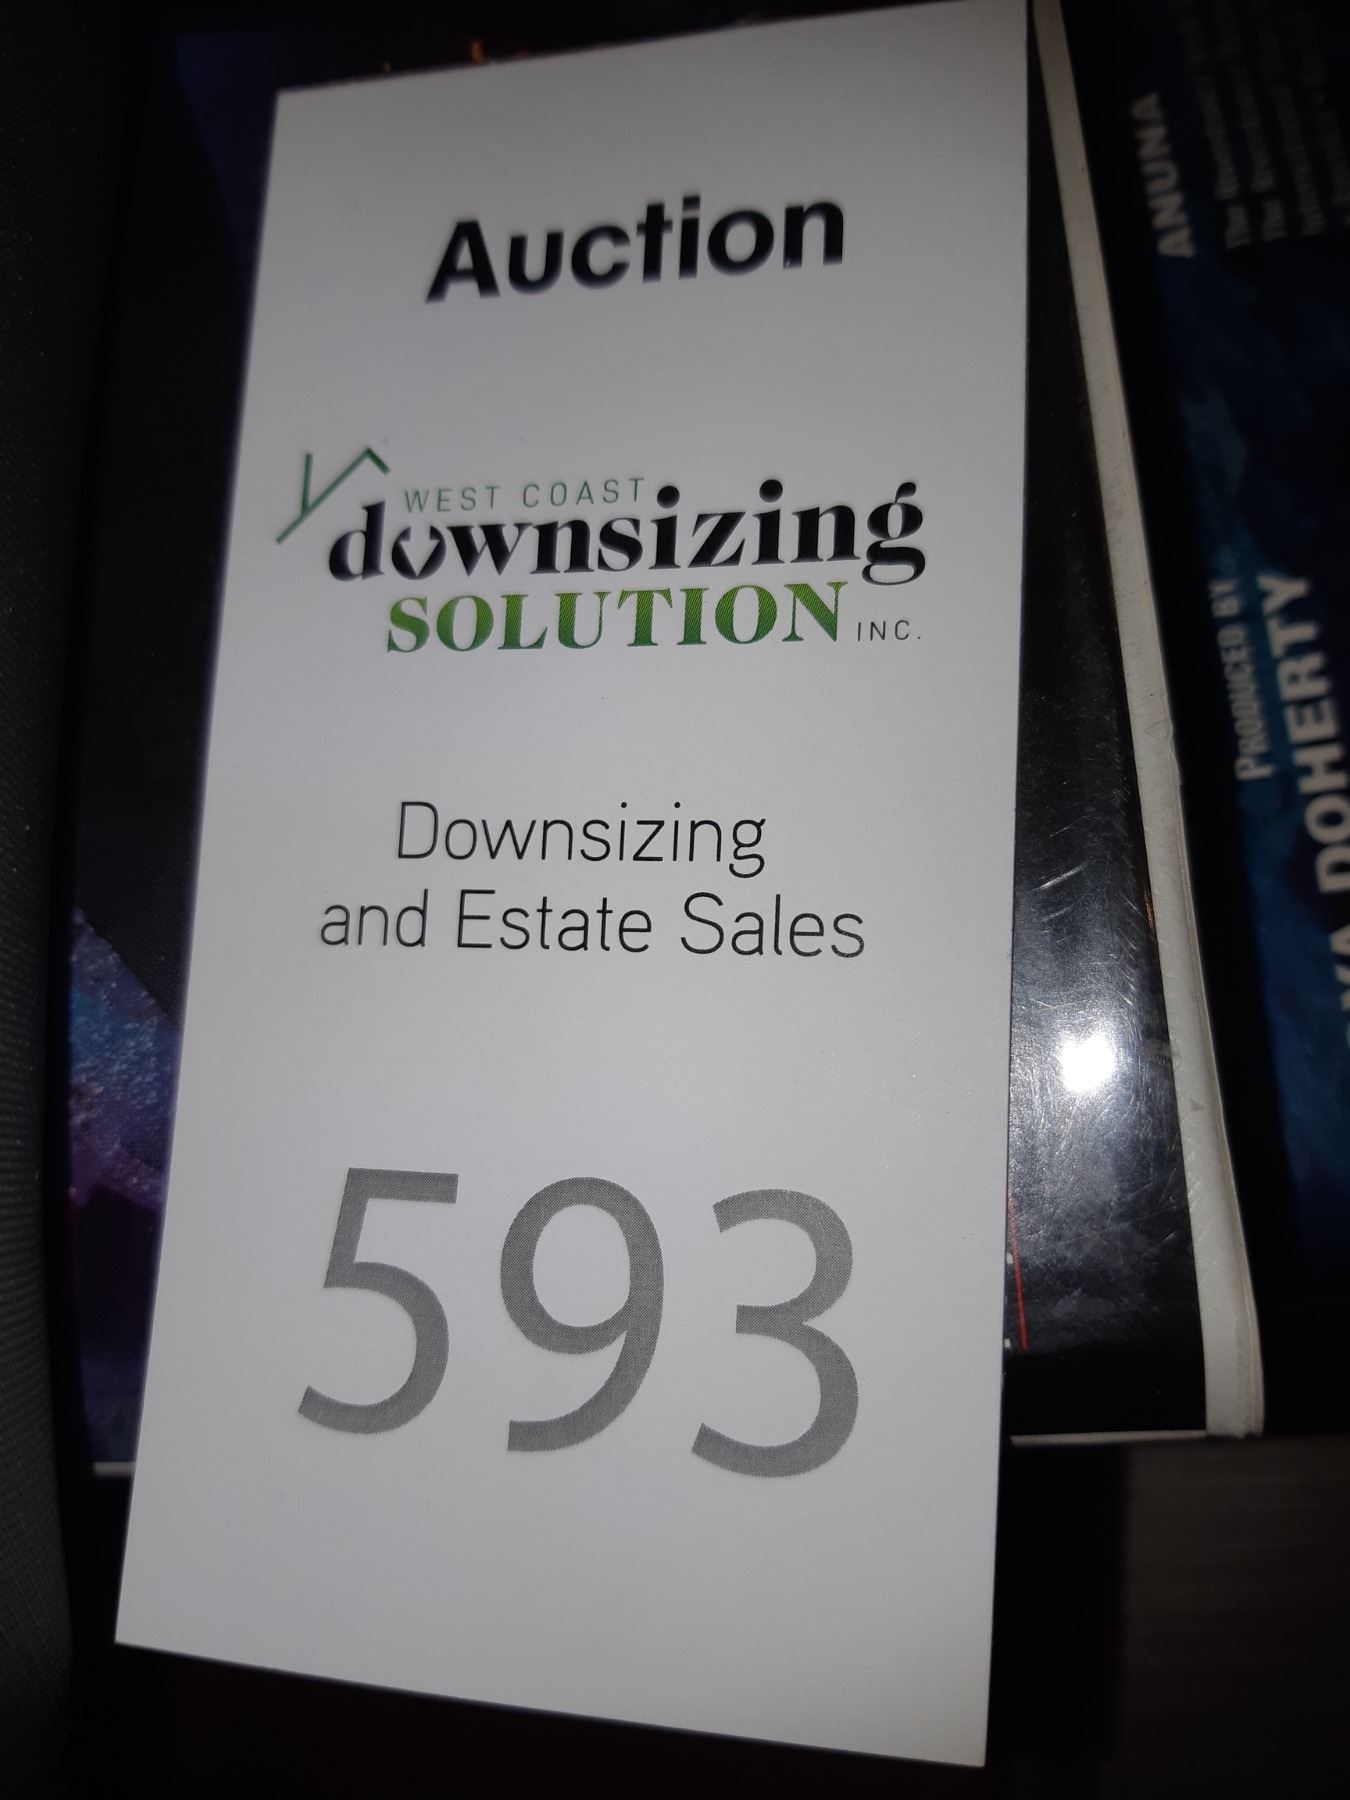 Auction
WEST COAST
downsizing
SOLUTION INC.
Downsizing
and Estate Sales
593
ANUNA
PRODUCED BY
DOHERTY